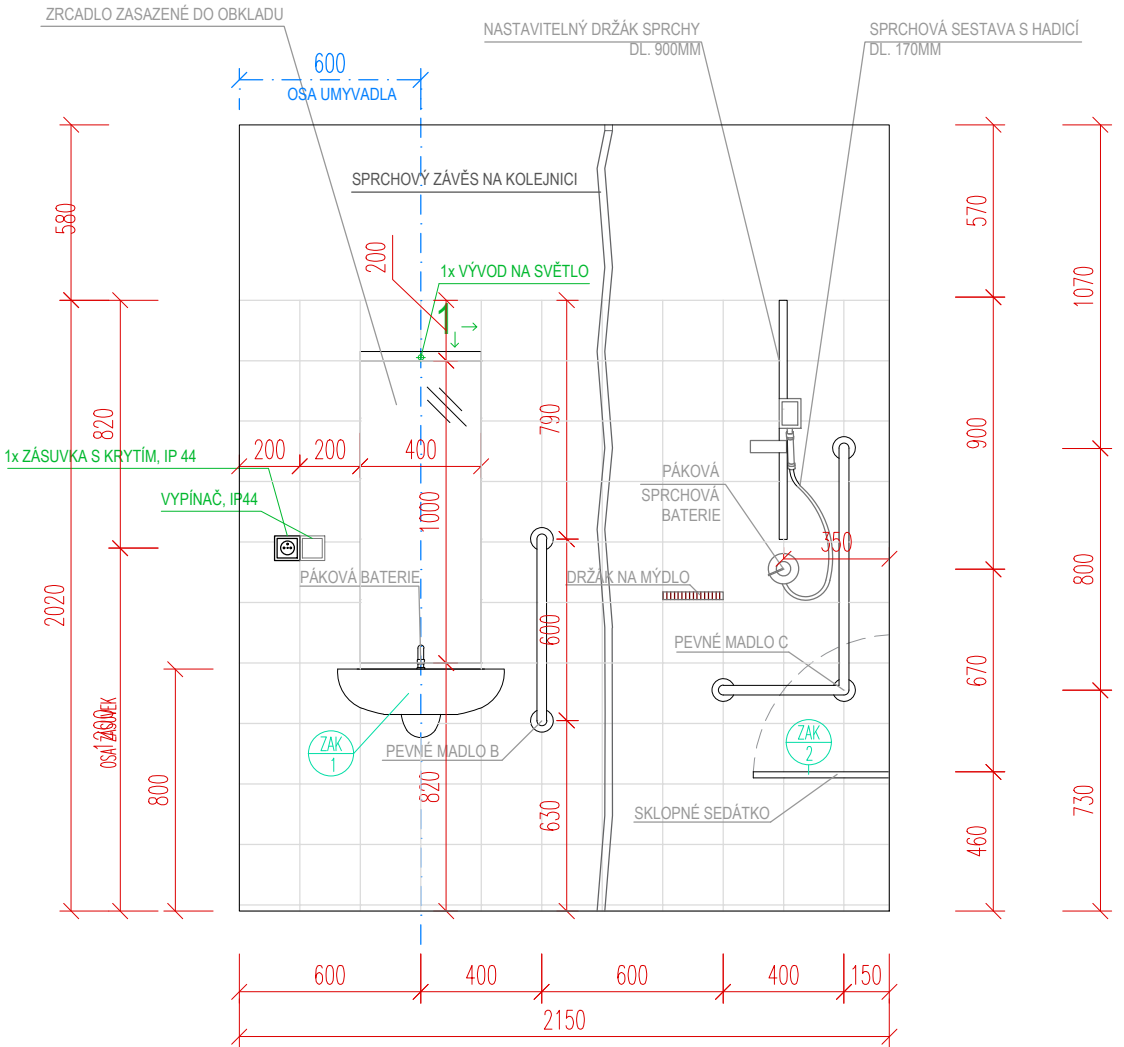 ZRCADLO ZASAZENÉ DO OBKLADU
NASTAVITELNÝ DRŽÁK SPRCHY
DL. 900MM
SPRCHOVÁ SESTAVA S HADICÍ
DL. 170MM
600
OSA UMYVADLA
SPRCHOVÝ ZÁVĚS NA KOLEJNICI
580
200
1x VÝVOD NA SVĚTLO
1
570
1070
820
790
900
200
200
400
1x ZÁSUVKA S KRYTÍM, IP 44
VYPÍNAČ, IP44
1000
PÁKOVÁ
SPRCHOVÁ
BATERIE
350
PÁKOVÁ BATERIE
DRŽÁK NA MÝDLO
800
2020
600
PEVNÉ MADLO C
670
1200
OSA ZÁSUVEK
ZAK
1
PEVNÉ MADLO B
ZAK
2
800
820
630
SKLOPNÉ SEDÁTKO
460
730
600
400
600
400
150
2150